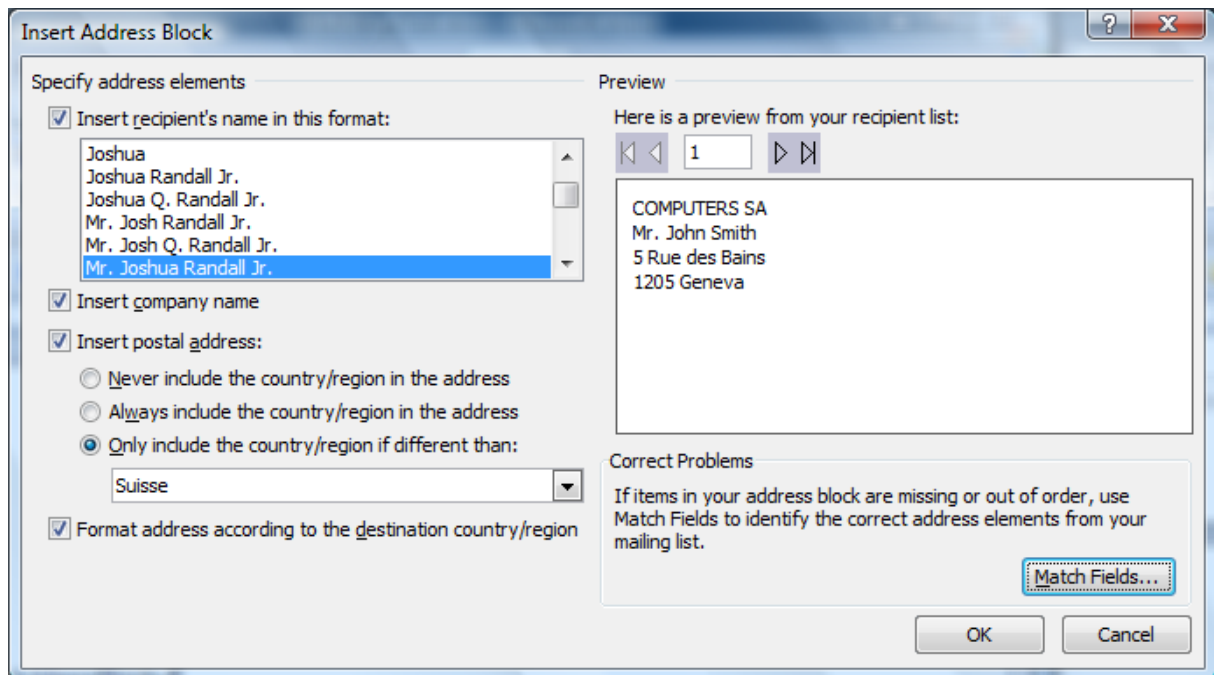 Insert Address Block
Specify address elements
Insert recipient's name in this format:
Joshua
Joshua Randall Jr.
Joshua Q. Randall Jr.
Mr. Josh Randall Jr.
Mr. Josh Q. Randall Jr.
Mr. Joshua Randall Jr.
Insert company name
Insert postal address:
Never include the country/region in the address
Always include the country/region in the address
Only include the country/region if different than:
Suisse
Format address according to the destination country/region
Preview
Here is a preview from your recipient list:
1
COMPUTERS SA
Mr. John Smith
5 Rue des Bains
1205 Geneva
Correct Problems
If items in your address block are missing or out of order, use
Match Fields to identify the correct address elements from your
mailing list.
Match Fields...
OK
Cancel